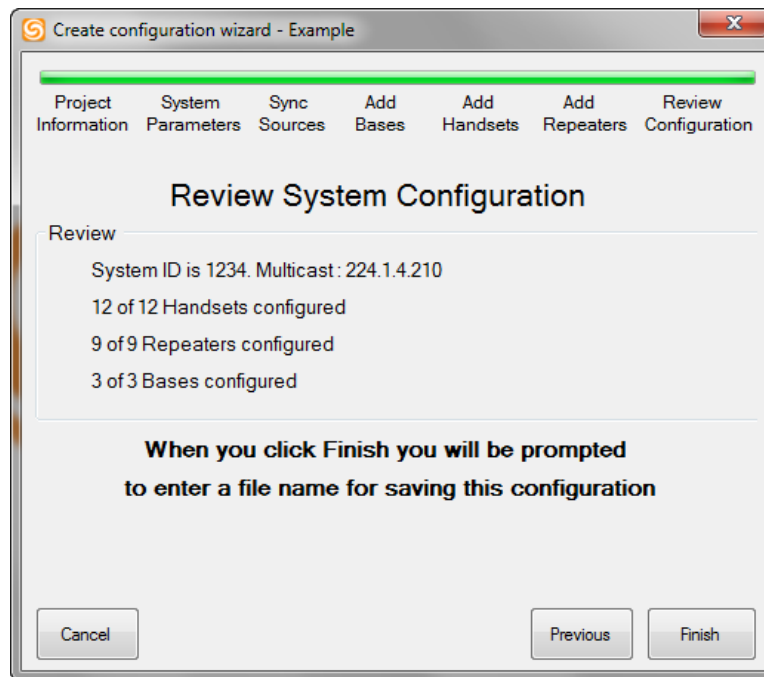 Create configuration wizard - Example
Project Information
System Parameters
Sync Sources
Add Bases
Add Handsets
Add Repeaters
Review Configuration
Review System Configuration
Review
System ID is 1234. Multicast : 224.1.4.210
12 of 12 Handsets configured
9 of 9 Repeaters configured
3 of 3 Bases configured
When you click Finish you will be prompted
to enter a file name for saving this configuration
Cancel
Previous
Finish